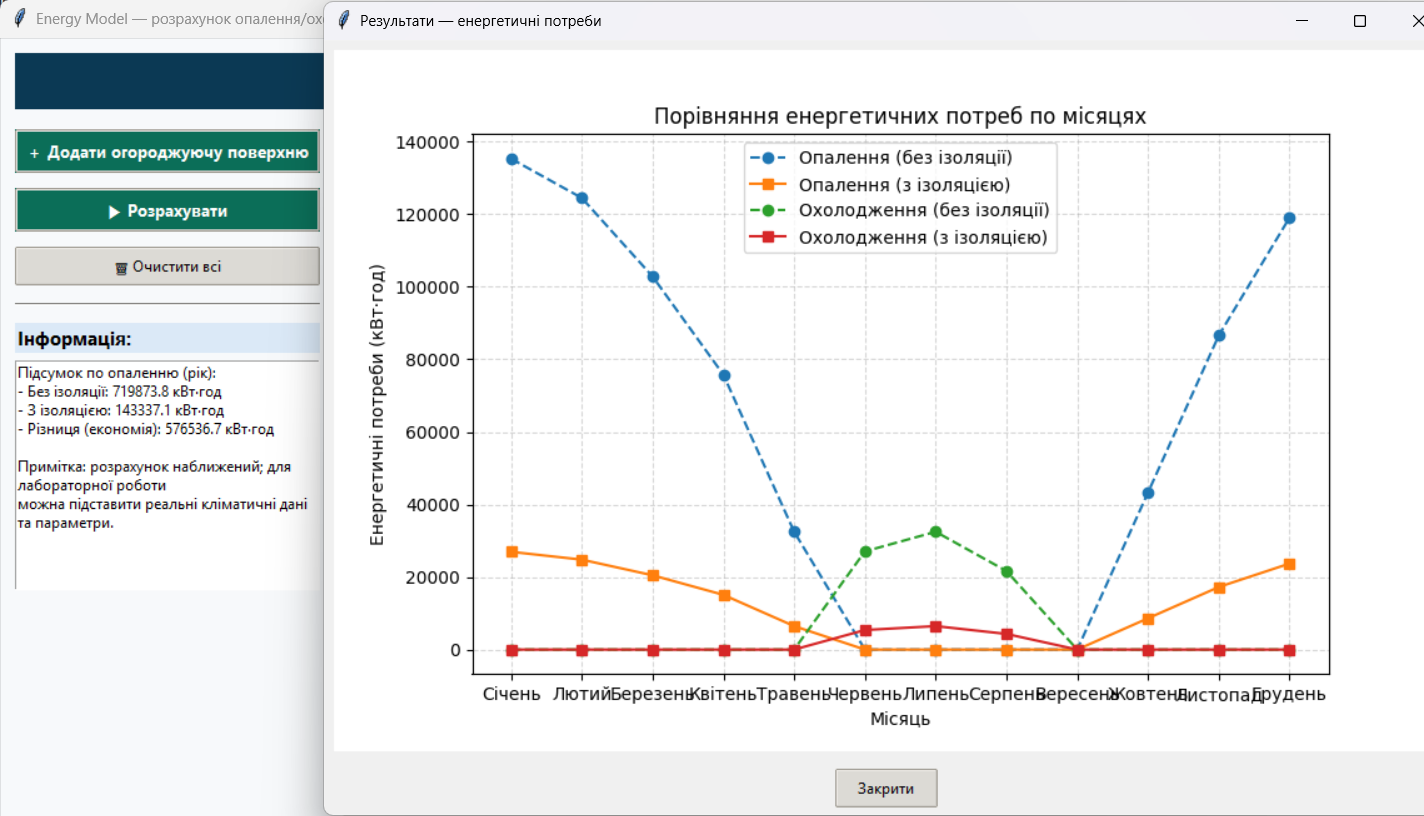 Energy Model — розрахунок опалення/ох
+ Додати огороджуючу поверхню
▶ Розрахувати
🗑 Очистити всі
Інформація:
Підсумок по опаленню (рік):
- Без ізоляції: 719873.8 кВт·год
- З ізоляцією: 143337.1 кВт·год
- Різниця (економія): 576536.7 кВт·год
Примітка: розрахунок наближений; для
лабораторної роботи
можна підставити реальні кліматичні дані
та параметри.
Результати — енергетичні потреби
Порівняння енергетичних потреб по місяцях
Опалення (без ізоляції)
Опалення (з ізоляцією)
Охолодження (без ізоляції)
Охолодження (з ізоляцією)
Енергетичні потреби (кВт·год)
140000
120000
100000
80000
60000
40000
20000
0
Січень Лютий Березень Квітень Травень Червень Липень Серпень Вересень Жовтень Листопад Грудень
Місяць
Закрити